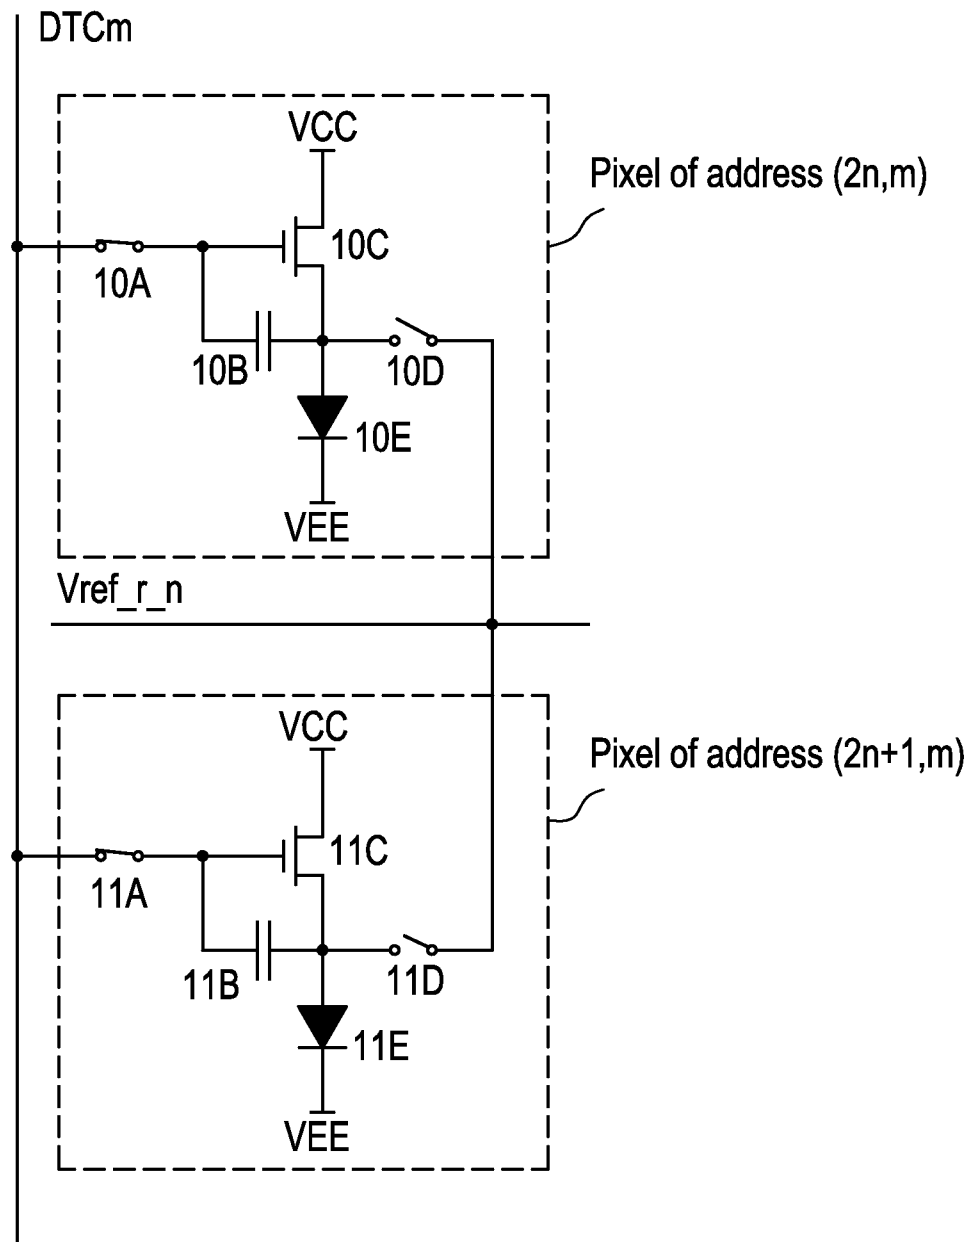 DTCm
VCC
Pixel of address (2n,m)
10C
10A
10B
10D
10E
VEE
Vref_r_n
VCC
Pixel of address (2n+1,m)
11C
11A
11B
11D
11E
VEE